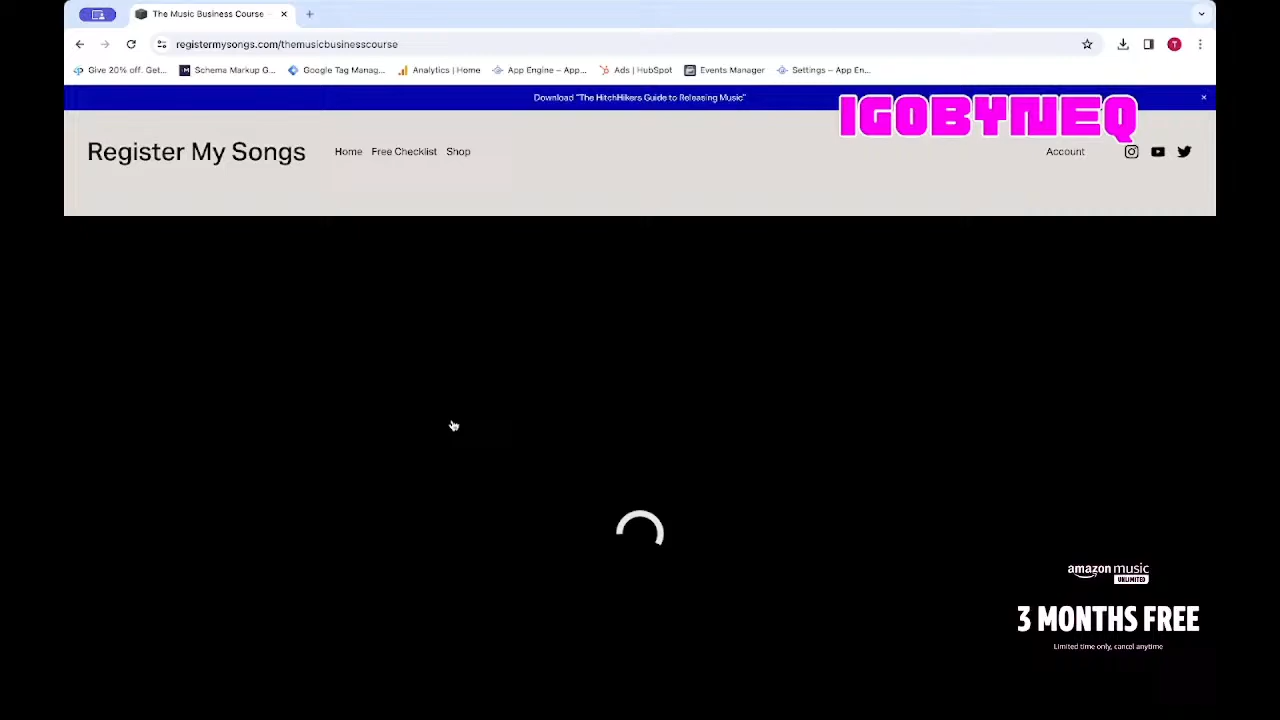 The Music Business Course –
registermysongs.com/themusicbusinesscourse
Give 20% off. Get...
Schema Markup G...
Google Tag Manag...
Analytics | Home
App Engine – App...
Ads | HubSpot
Events Manager
Settings – App En...
Download "The HitchHikers Guide to Releasing Music"
IGOBYNEQ
Register My Songs
Home
Free Checklist
Shop
Account
amazon music
UNLIMITED
3 MONTHS FREE
Limited time only, cancel anytime